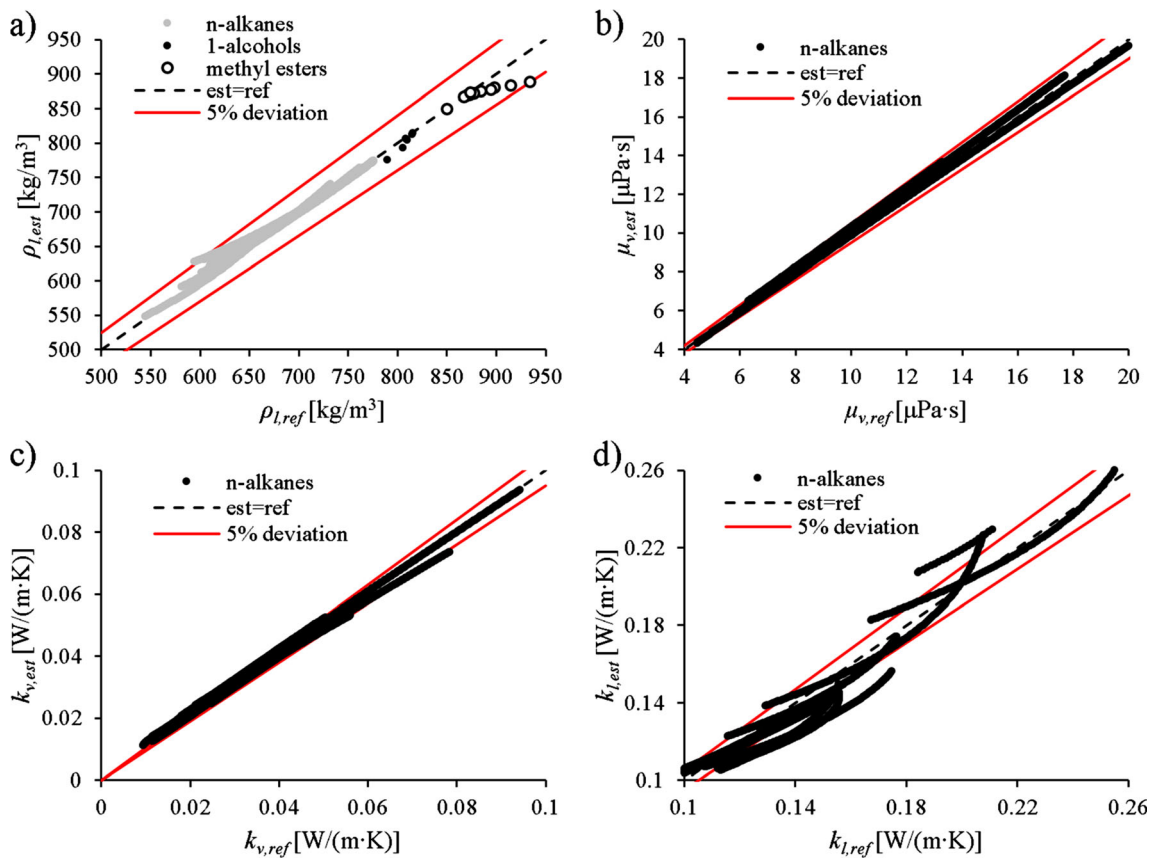 a)
n-alkanes
1-alcohols
methyl esters
est=ref
5% deviation
950
900
850
800
750
700
650
600
550
500
500 550 600 650 700 750 800 850 900 950
ρl,est [kg/m³]
ρl,ref [kg/m³]
b)
n-alkanes
est=ref
5% deviation
20
18
16
14
12
10
8
6
4
4 6 8 10 12 14 16 18 20
μv,est [μPa·s]
μv,ref [μPa·s]
c)
n-alkanes
est=ref
5% deviation
0.1
0.08
0.06
0.04
0.02
0
0 0.02 0.04 0.06 0.08 0.1
kv,est [W/(m·K)]
kv,ref [W/(m·K)]
d)
n-alkanes
est=ref
5% deviation
0.26
0.22
0.18
0.14
0.1
0.1 0.14 0.18 0.22 0.26
kl,est [W/(m·K)]
kl,ref [W/(m·K)]